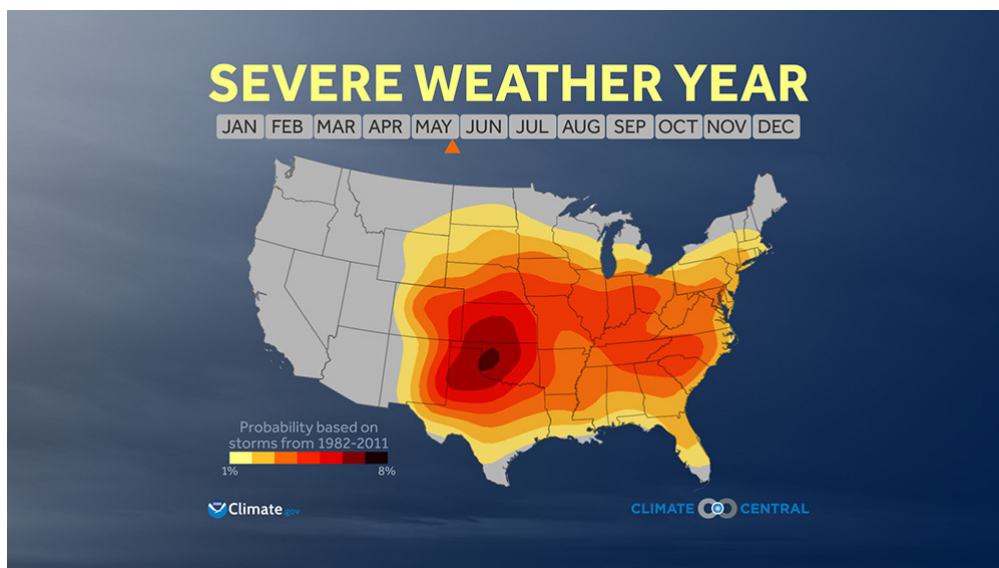 SEVERE WEATHER YEAR
JAN FEB MAR APR MAY JUN JUL AUG SEP OCT NOV DEC
Probability based on
storms from 1982-2011
1% 8%
Climate.gov
CLIMATE CENTRAL